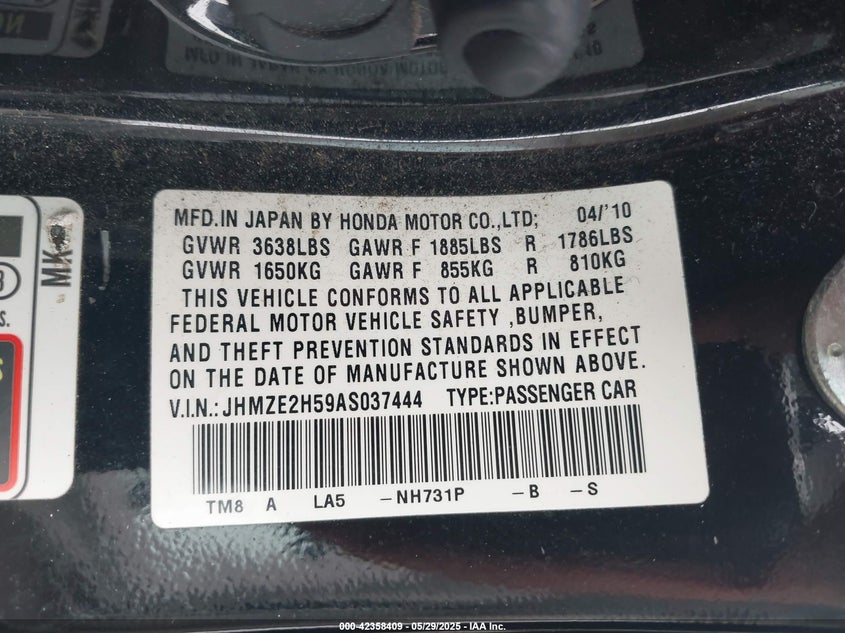 MFD.IN JAPAN BY HONDA MOTOR CO.,LTD; 04/'10
GVWR 3638LBS GAWR F 1885LBS R 1786LBS
GVWR 1650KG GAWR F 855KG R 810KG
THIS VEHICLE CONFORMS TO ALL APPLICABLE
FEDERAL MOTOR VEHICLE SAFETY ,BUMPER,
AND THEFT PREVENTION STANDARDS IN EFFECT
ON THE DATE OF MANUFACTURE SHOWN ABOVE.
V.I.N.: JHMZE2H59AS037444 TYPE:PASSENGER CAR
TM8 A LA5 -NH731P -B -S
MK
000-42358409 - 05/29/2025 - IAA Inc.